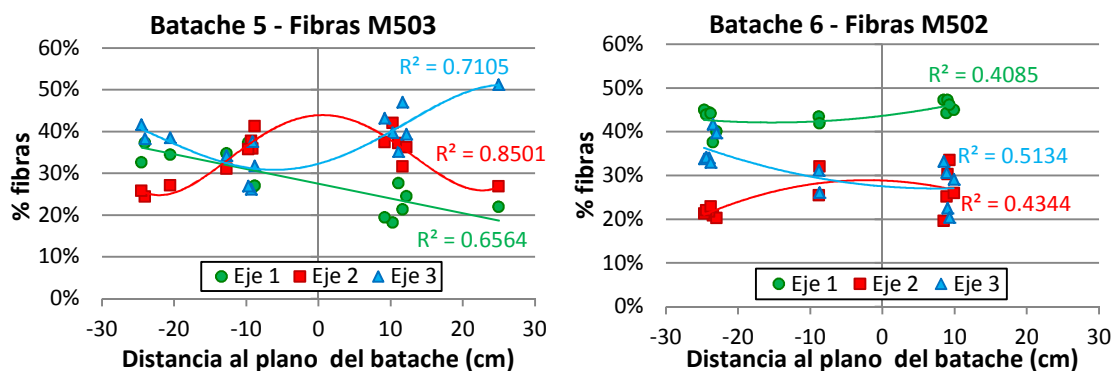 Batache 5 - Fibras M503
60%
50%
40%
30%
20%
10%
0%
% fibras
R² = 0.7105
R² = 0.8501
R² = 0.6564
Eje 1 Eje 2 Eje 3
-30 -20 -10 0 10 20 30
Distancia al plano del batache (cm)
Batache 6 - Fibras M502
60%
50%
40%
30%
20%
10%
0%
% fibras
R² = 0.4085
R² = 0.5134
R² = 0.4344
Eje 1 Eje 2 Eje 3
-30 -20 -10 0 10 20 30
Distancia al plano del batache (cm)